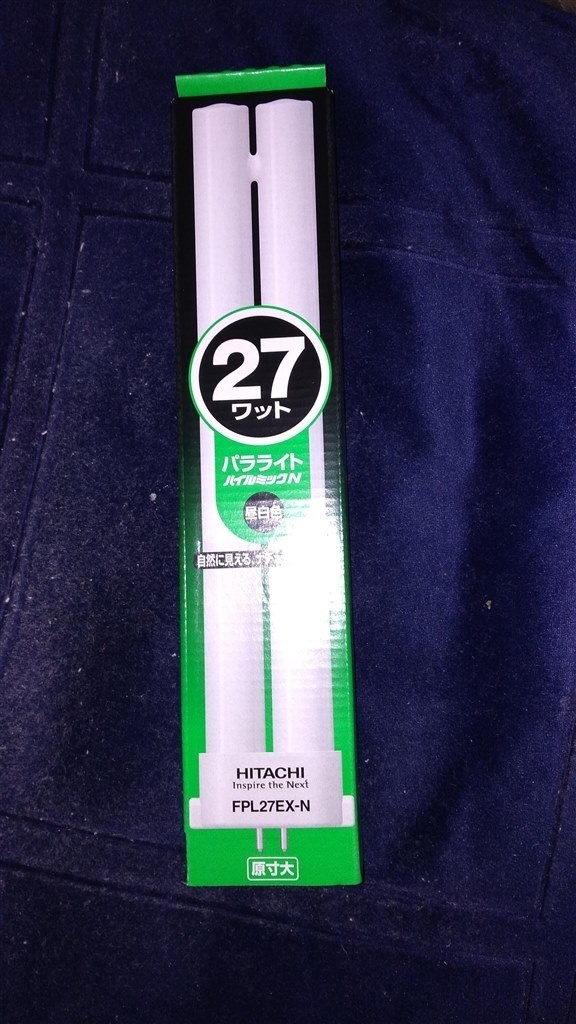 27
ワット
パラライト
ハイルミックN
昼白色
自然に見える
HITACHI
Inspire the Next
FPL27EX-N
原寸大